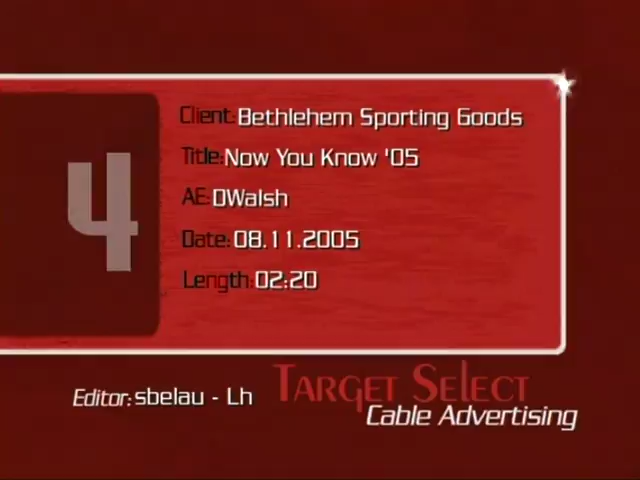 4
Client: Bethlehem Sporting Goods
Title: Now You Know '05
AE: DWalsh
Date: 08.11.2005
Length: 02:20
Editor: sbelau - Lh
Target Select
Cable Advertising